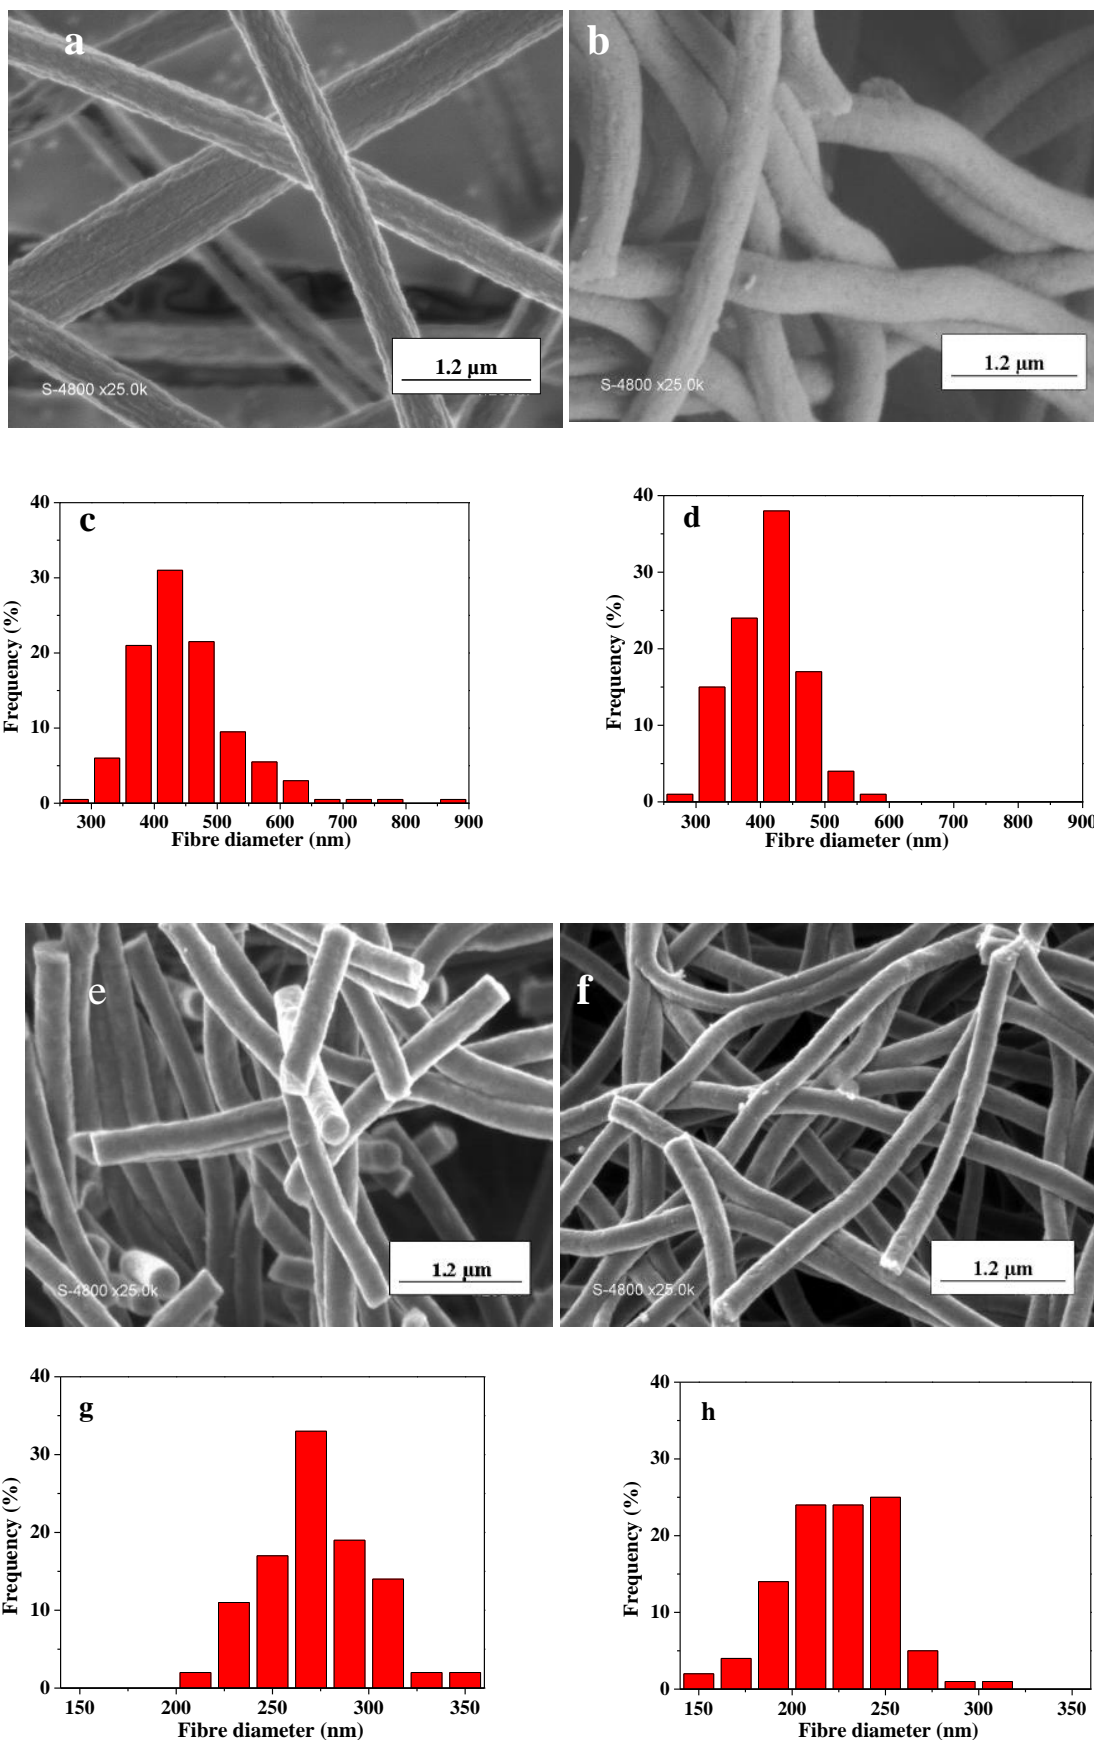 a
1.2 μm
S-4800 x25.0k
b
1.2 μm
S-4800 x25.0k
c
Frequency (%)
40
30
20
10
0
300 400 500 600 700 800 900
Fibre diameter (nm)
d
Frequency (%)
40
30
20
10
0
300 400 500 600 700 800 900
Fibre diameter (nm)
e
1.2 μm
S-4800 x25.0k
f
1.2 μm
S-4800 x25.0k
g
Frequency (%)
40
30
20
10
0
150 200 250 300 350
Fibre diameter (nm)
h
Frequency (%)
40
30
20
10
0
150 200 250 300 350
Fibre diameter (nm)